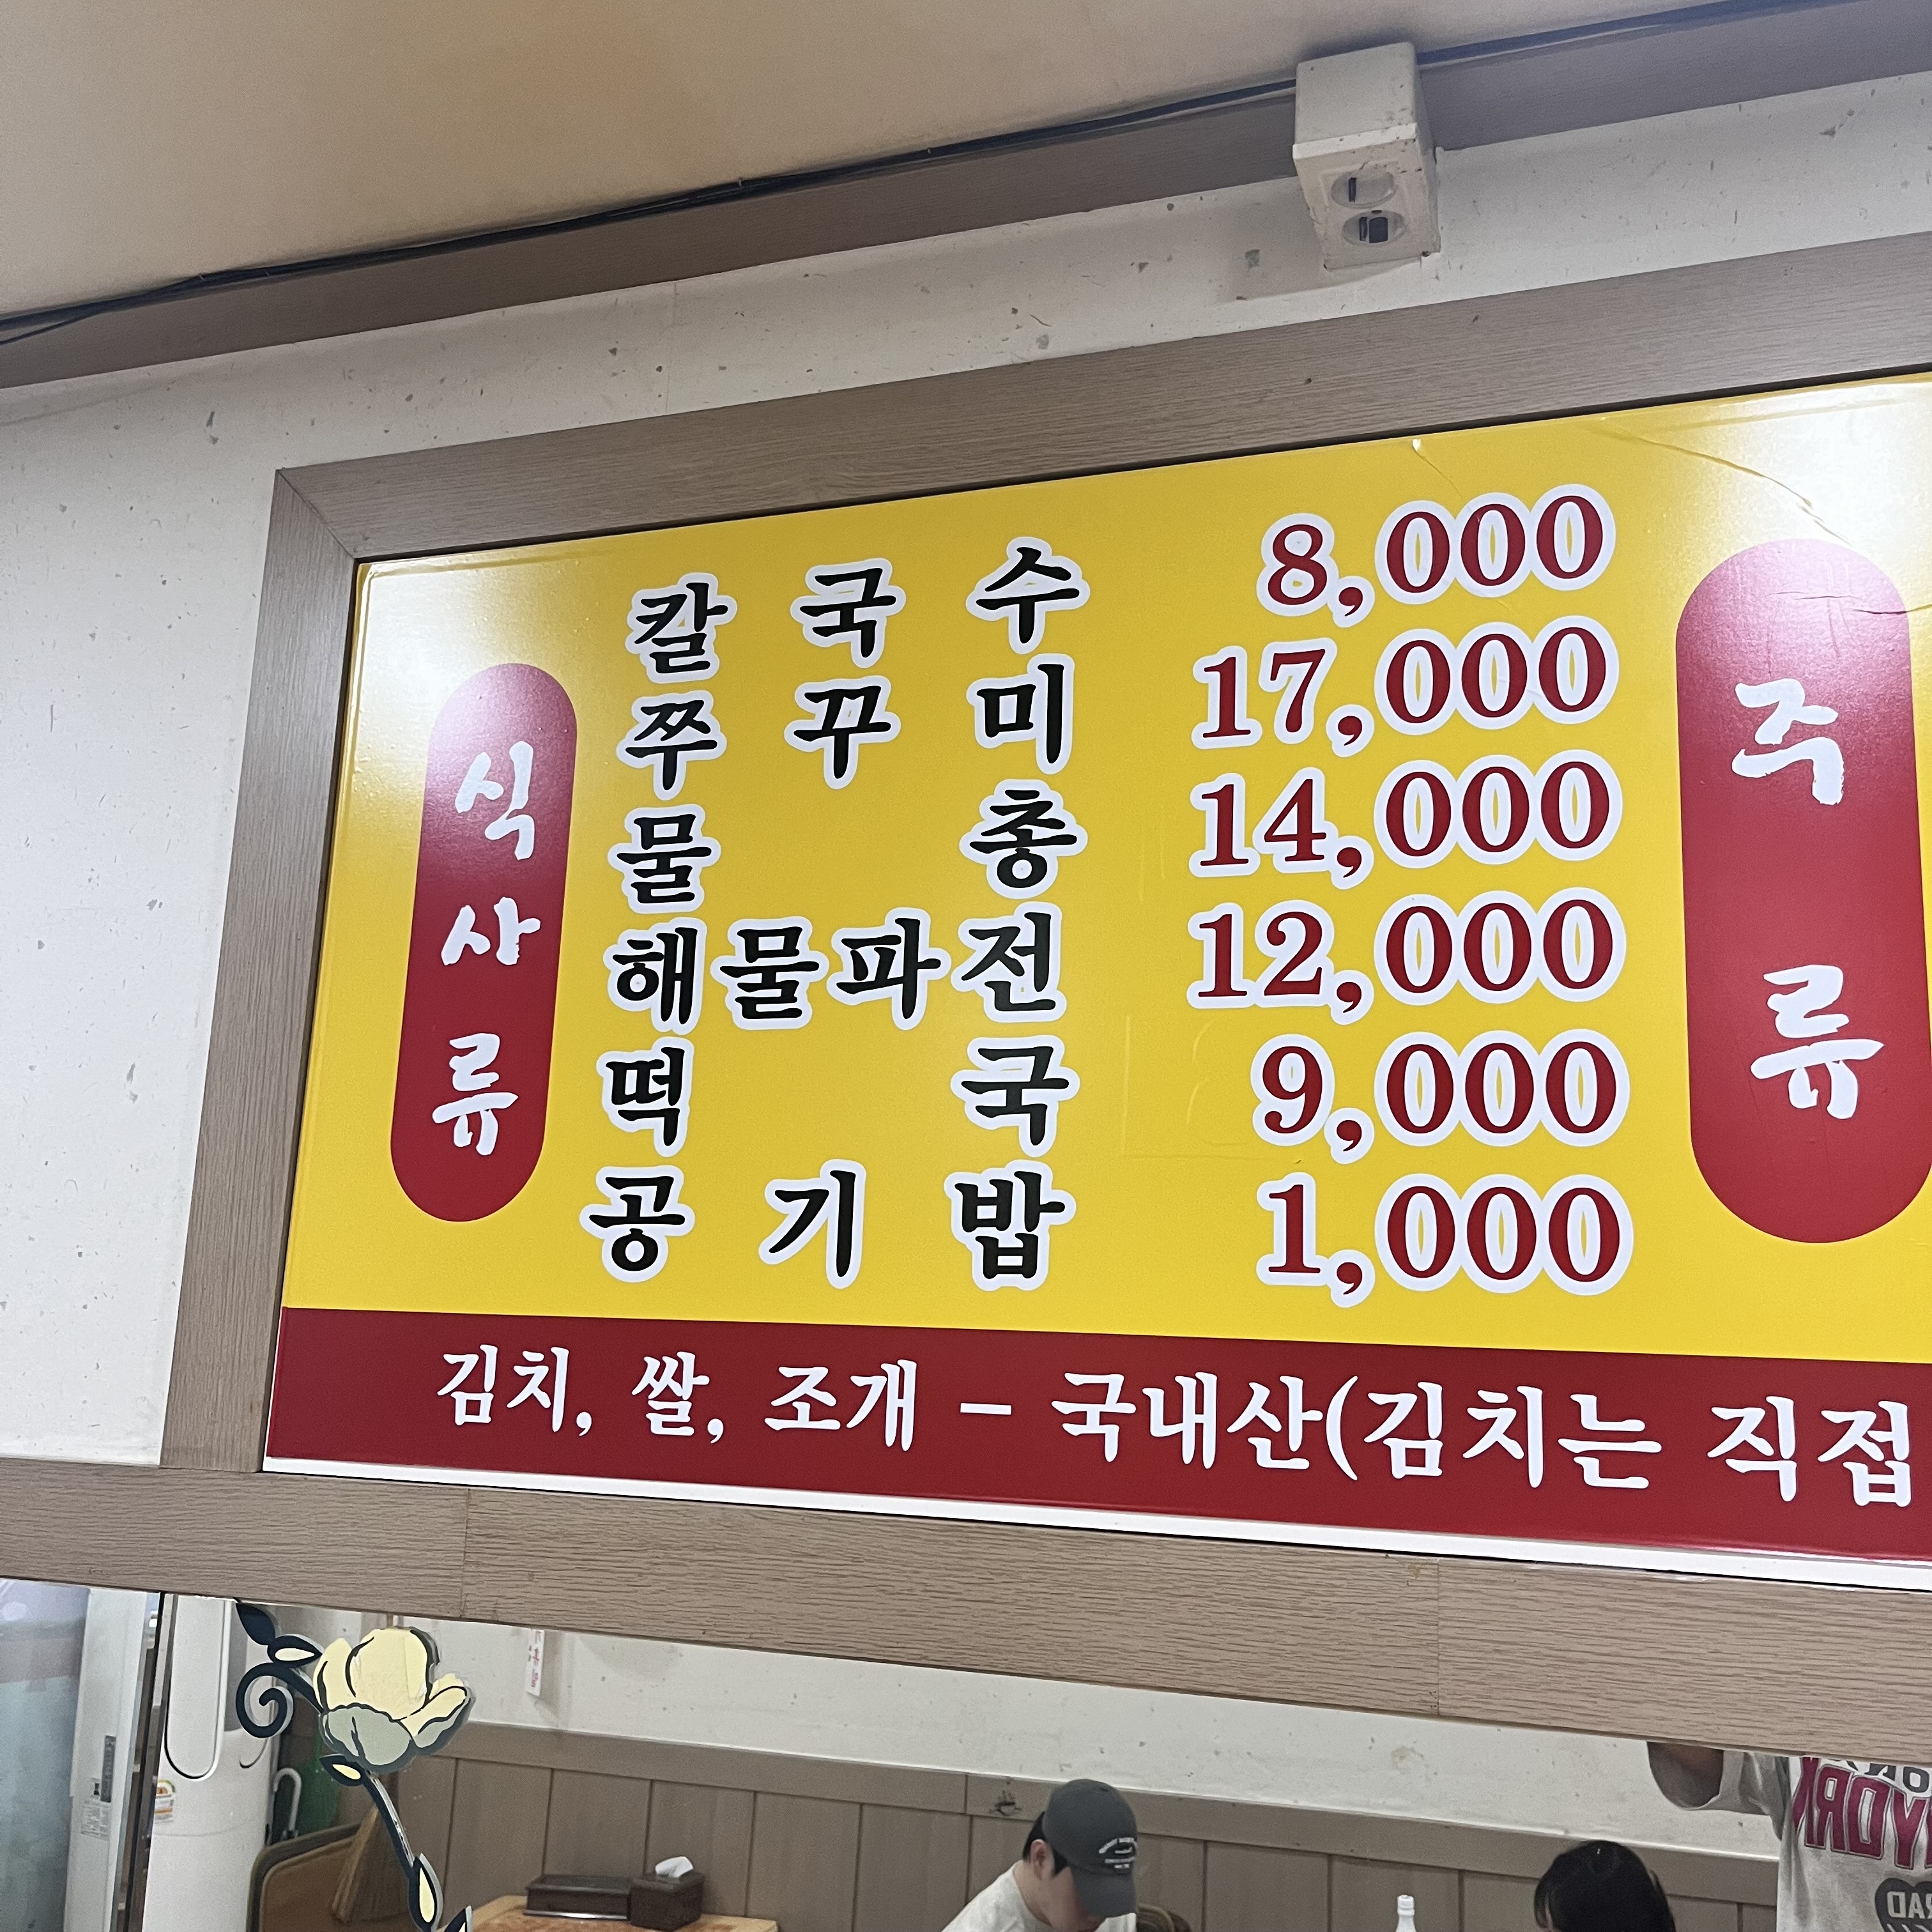 식사류
칼국수 8,000
쭈꾸미 17,000
물총 14,000
해물파전 12,000
떡국 9,000
공기밥 1,000
주류
김치, 쌀, 조개 - 국내산(김치는 직접
YORK